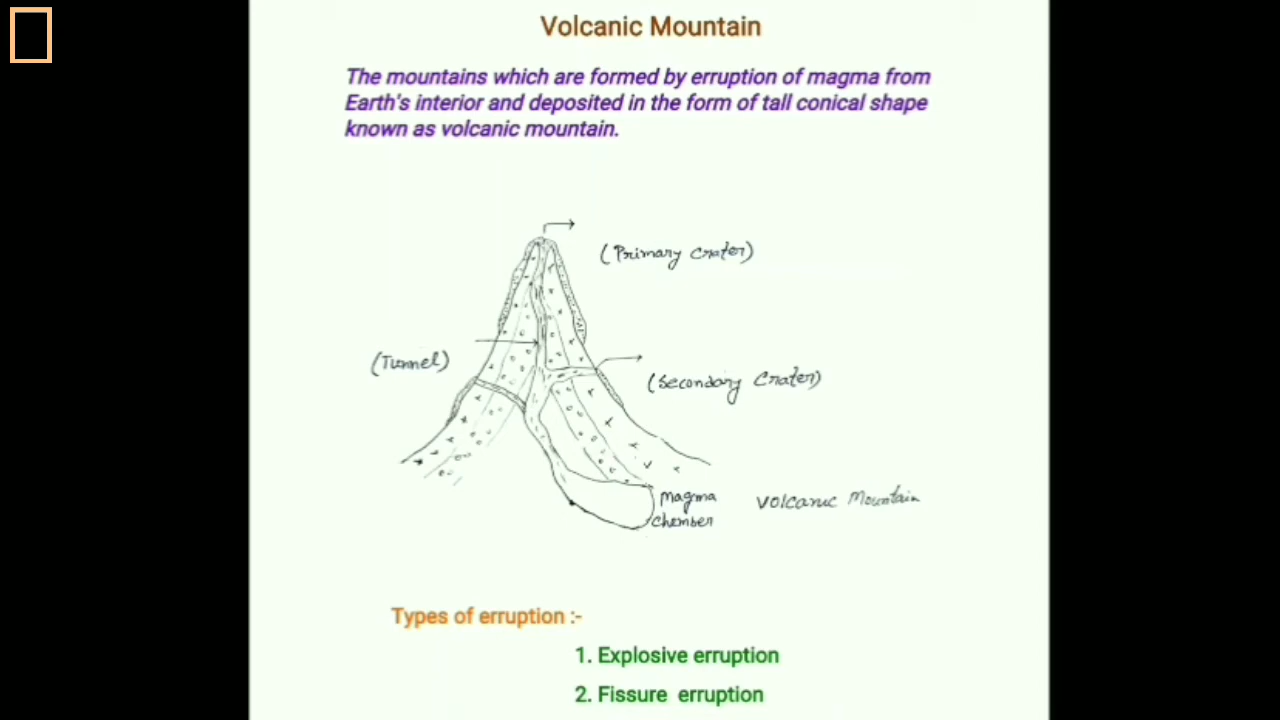 Volcanic Mountain
The mountains which are formed by erruption of magma from
Earth's interior and deposited in the form of tall conical shape
known as volcanic mountain.
(Primary crater)
(Tunnel)
(Secondary Crater)
Magma
chember
Volcanic Mountain
Types of erruption :-
1. Explosive erruption
2. Fissure erruption